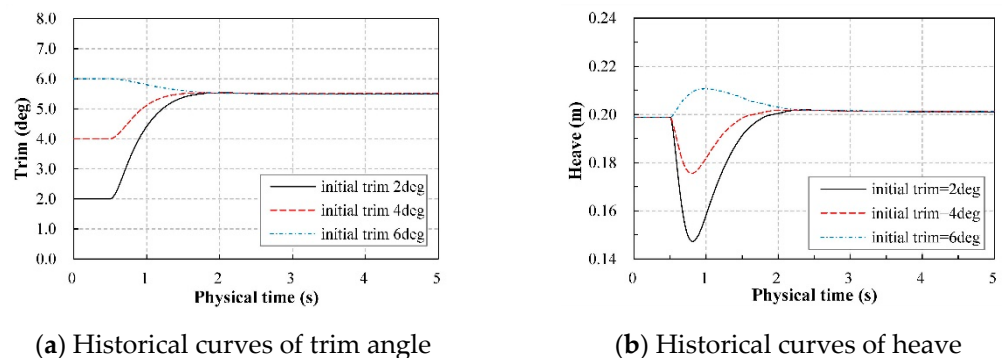 8.0
7.0
6.0
5.0
4.0
3.0
2.0
1.0
0.0
Trim (deg)
initial trim 2deg
initial trim 4deg
initial trim 6deg
0 1 2 3 4 5
Physical time (s)
(a) Historical curves of trim angle
0.24
0.22
0.20
0.18
0.16
0.14
Heave (m)
initial trim=2deg
initial trim=4deg
initial trim=6deg
0 1 2 3 4 5
Physical time (s)
(b) Historical curves of heave